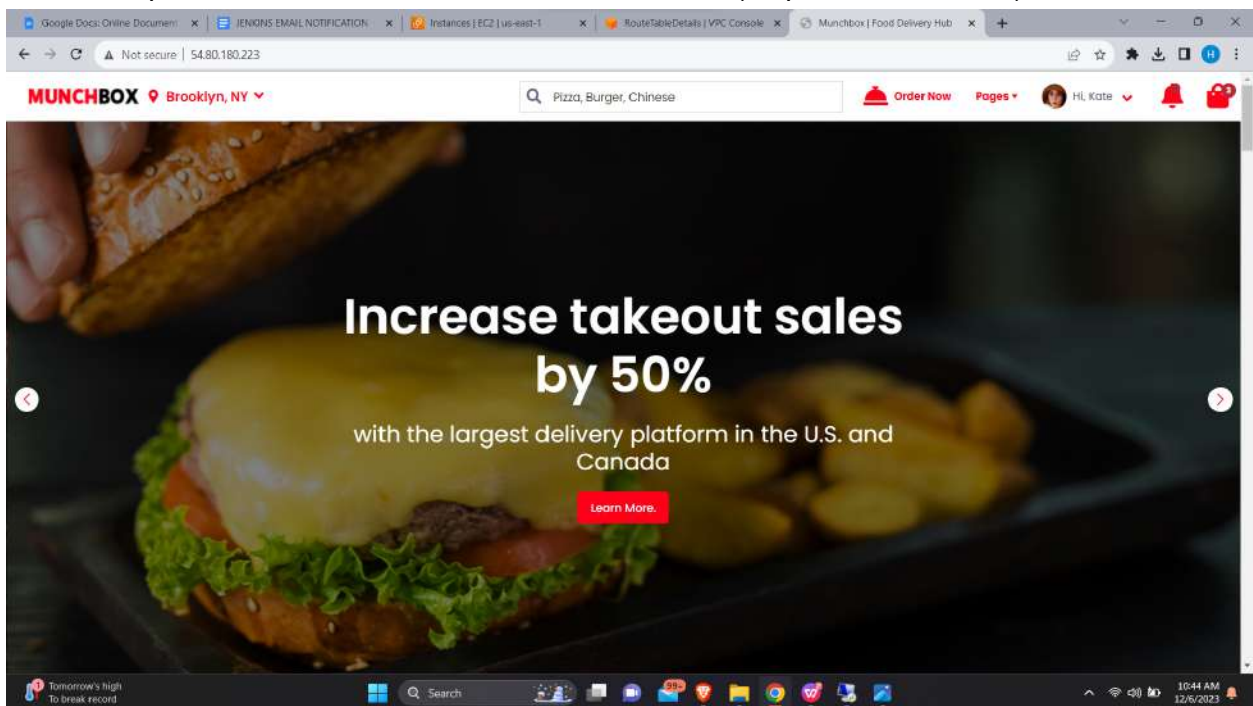 Google Docs: Online Document
JENKINS EMAIL NOTIFICATION
Instances | EC2 | us-east-1
RouteTableDetails | VPC Console
Munchbox | Food Delivery Hub
Not secure | 54.80.180.223
H
MUNCHBOX Brooklyn, NY
Pizza, Burger, Chinese
Order Now
Pages
Hi, Kate
Increase takeout sales
by 50%
with the largest delivery platform in the U.S. and
Canada
Learn More.
1
Tomorrow's high
To break record
Search
99+
10:44 AM
12/6/2023